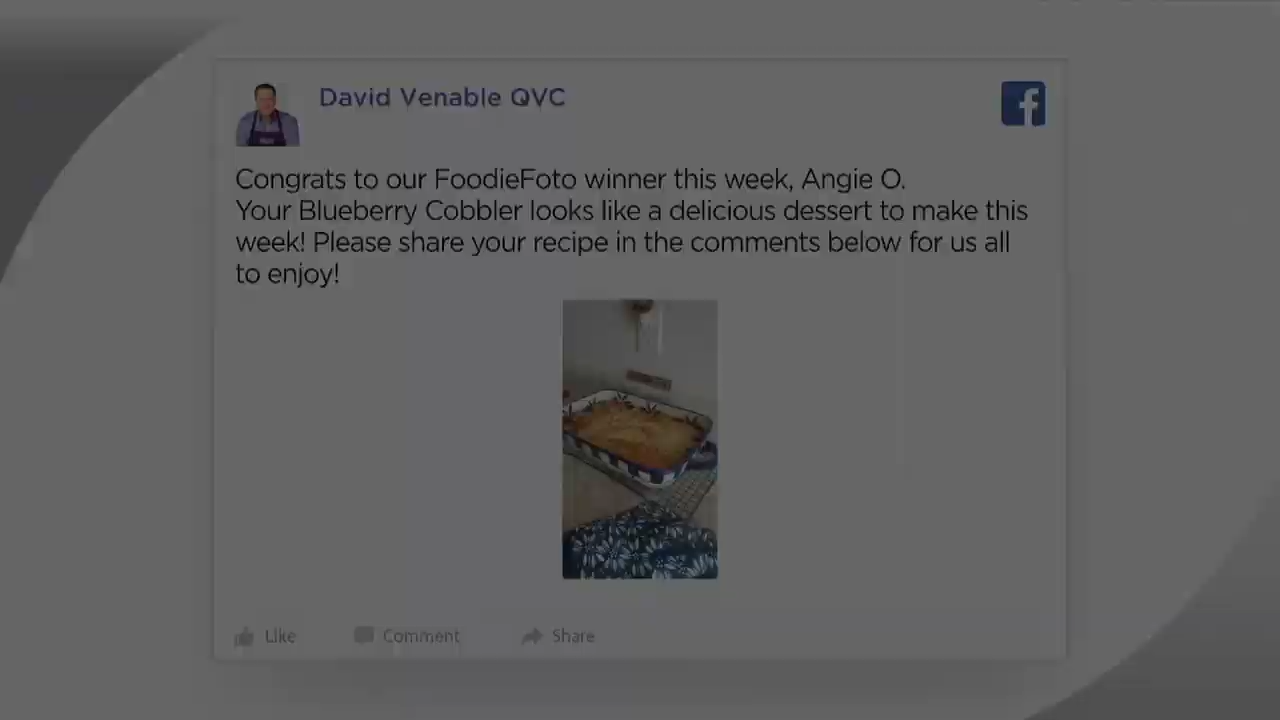 David Venable QVC
Congrats to our FoodieFoto winner this week, Angie O.
Your Blueberry Cobbler looks like a delicious dessert to make this
week! Please share your recipe in the comments below for us all
to enjoy!
Like
Comment
Share